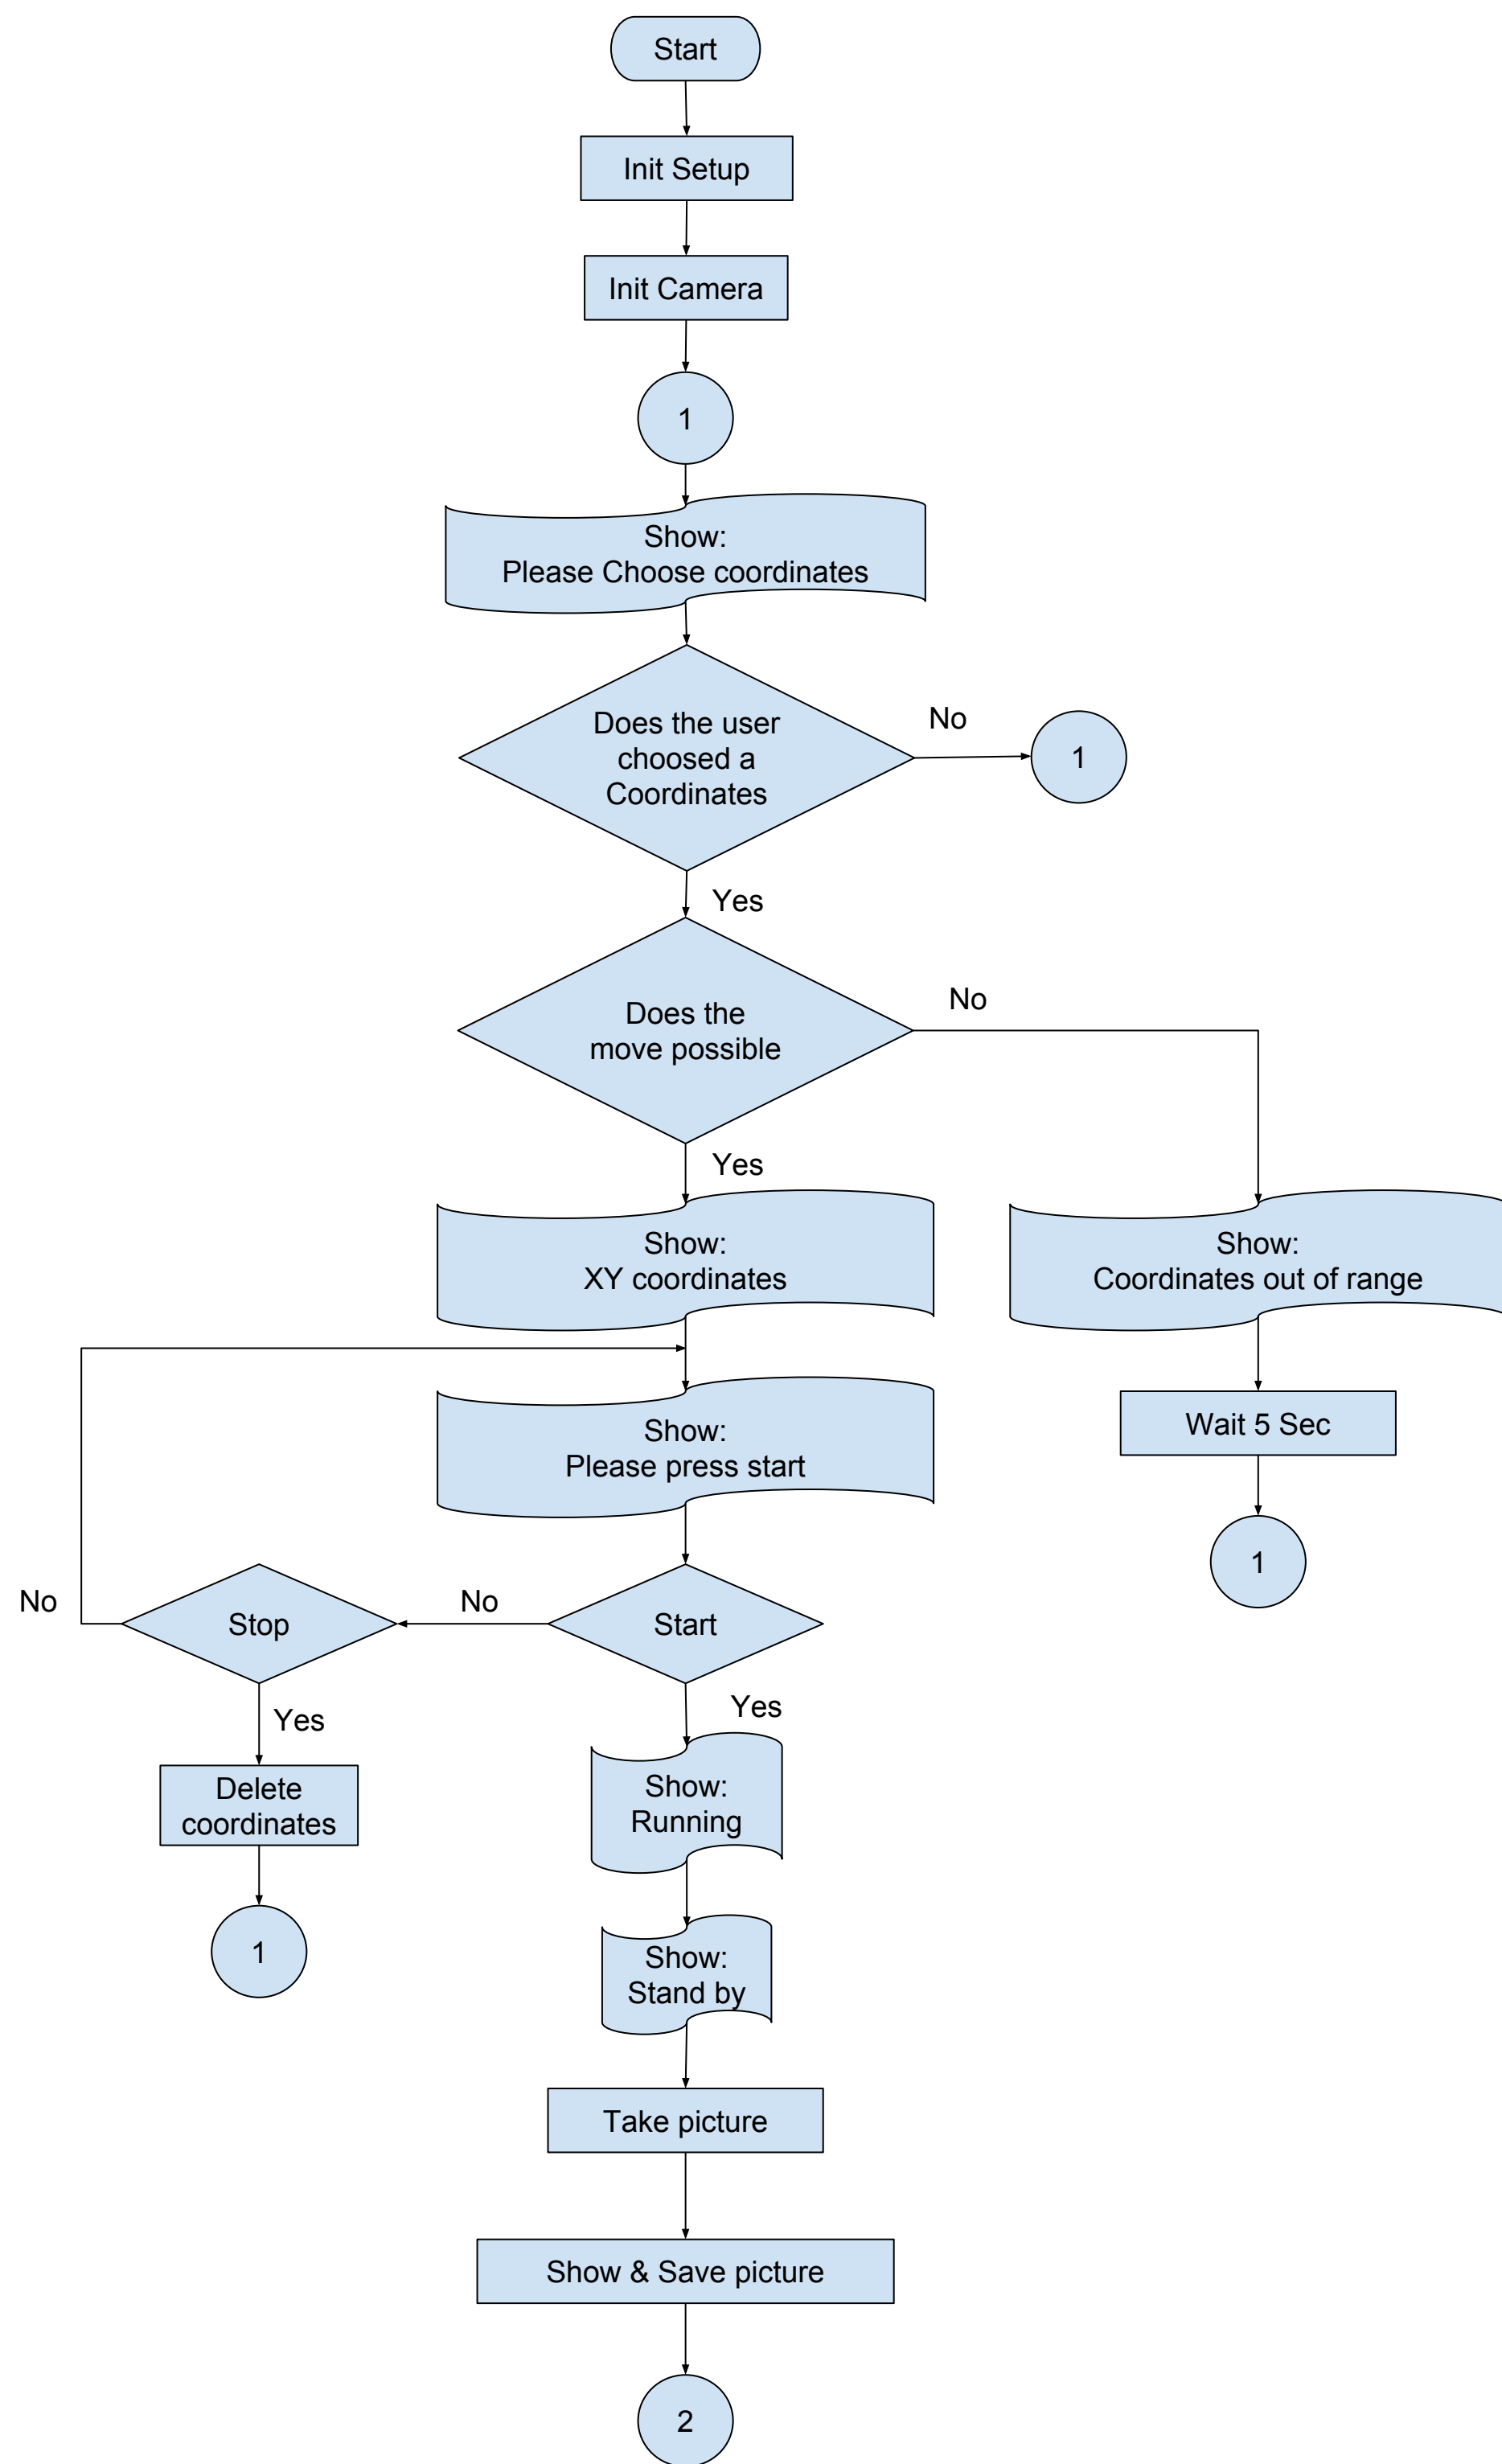 Start
Init Setup
Init Camera
1
Show:
Please Choose coordinates
Does the user
choosed a
Coordinates
No
1
Yes
Does the
move possible
No
Yes
Show:
XY coordinates
Show:
Coordinates out of range
Show:
Please press start
Wait 5 Sec
1
No
Stop
No
Start
Yes
Yes
Delete
coordinates
Show:
Running
1
Show:
Stand by
Take picture
Show & Save picture
2